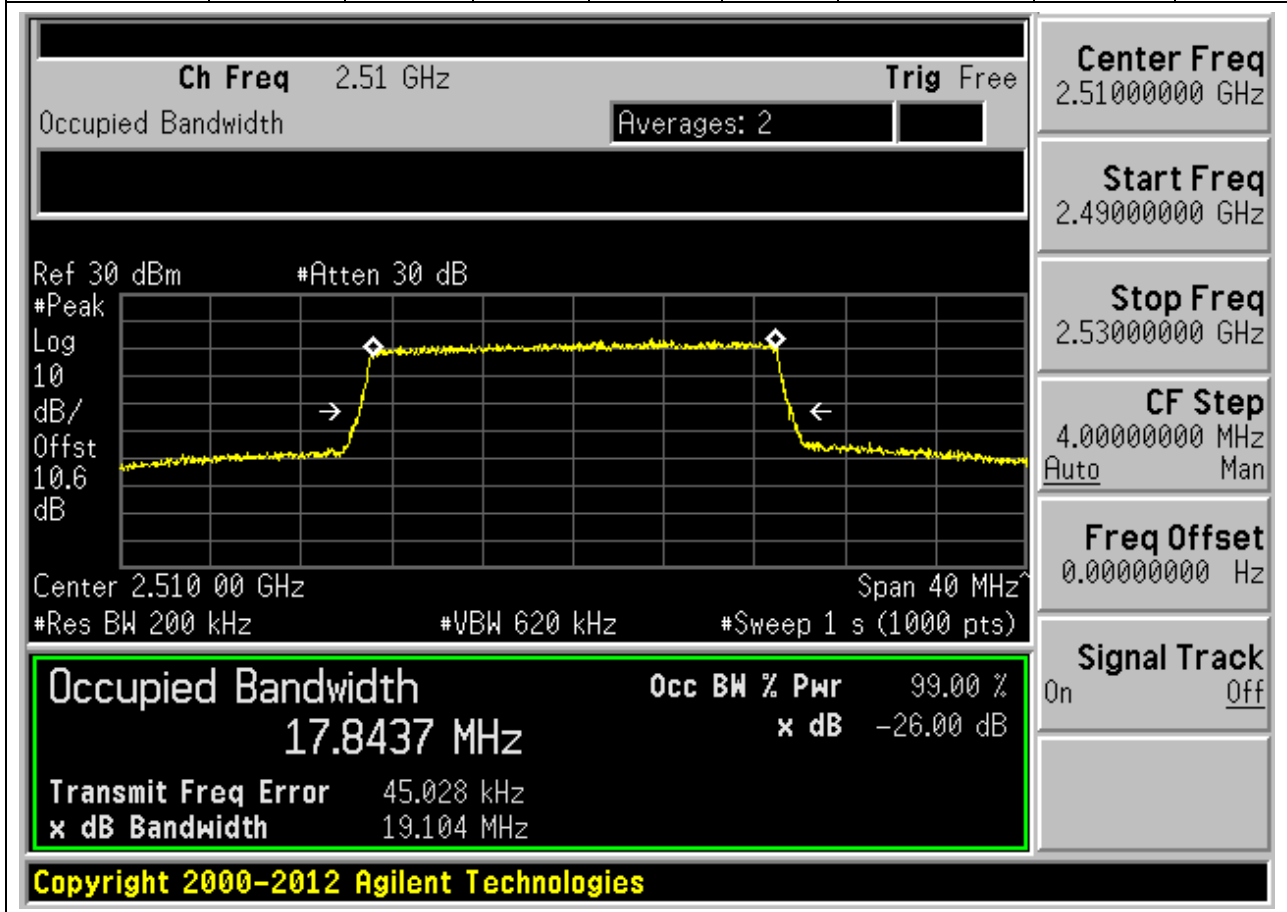 Ch Freq 2.51 GHz Trig Free
Occupied Bandwidth Averages: 2
Ref 30 dBm #Atten 30 dB
#Peak
Log
10
dB/
Offst
10.6
dB
Center 2.510 00 GHz Span 40 MHz^
#Res BW 200 kHz #VBW 620 kHz #Sweep 1 s (1000 pts)
Occupied Bandwidth Occ BW % Pwr 99.00 %
17.8437 MHz x dB -26.00 dB
Transmit Freq Error 45.028 kHz
x dB Bandwidth 19.104 MHz
Copyright 2000-2012 Agilent Technologies
Center Freq
2.51000000 GHz
Start Freq
2.49000000 GHz
Stop Freq
2.53000000 GHz
CF Step
4.00000000 MHz
Auto Man
Freq Offset
0.00000000 Hz
Signal Track
On Off